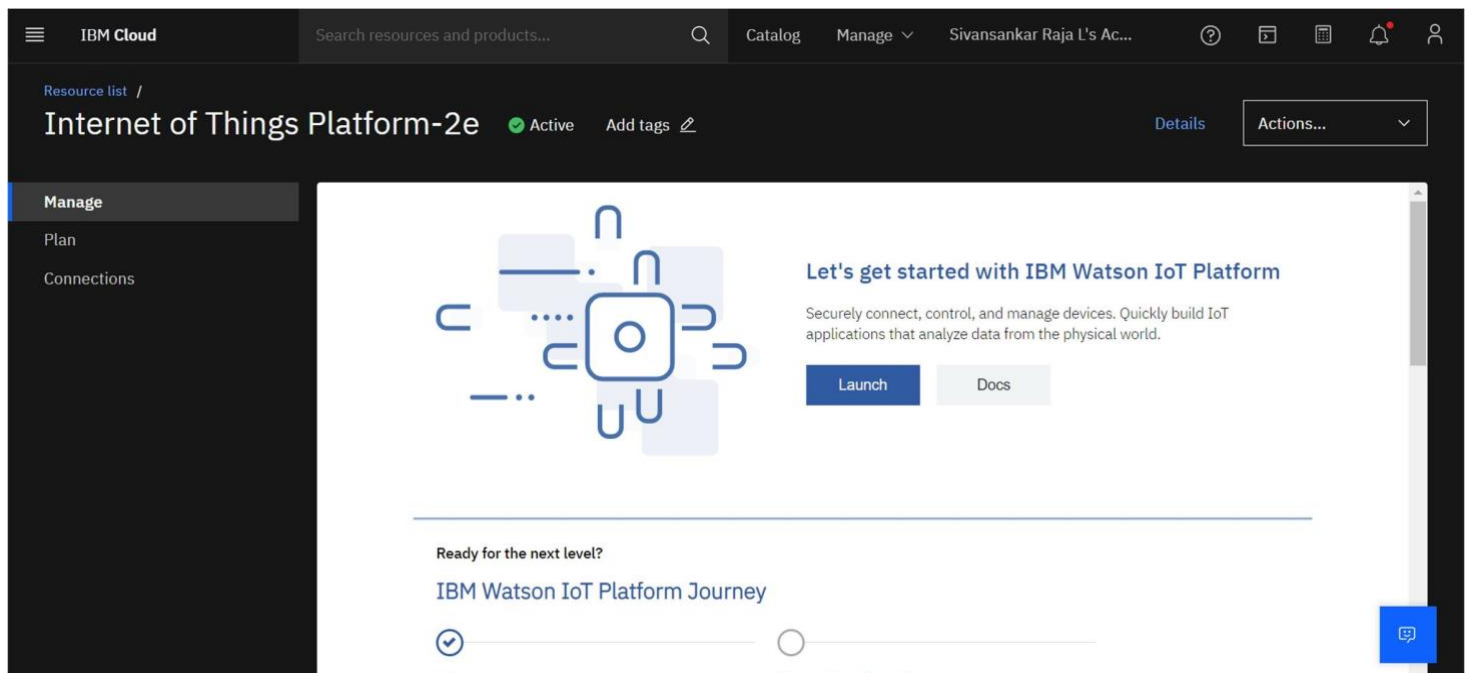 IBM Cloud
Search resources and products...
Catalog
Manage
Sivansankar Raja L's Ac...
Resource list /
Internet of Things Platform-2e
Active
Add tags
Details
Actions...
Manage
Plan
Connections
Let's get started with IBM Watson IoT Platform
Securely connect, control, and manage devices. Quickly build IoT
applications that analyze data from the physical world.
Launch
Docs
Ready for the next level?
IBM Watson IoT Platform Journey